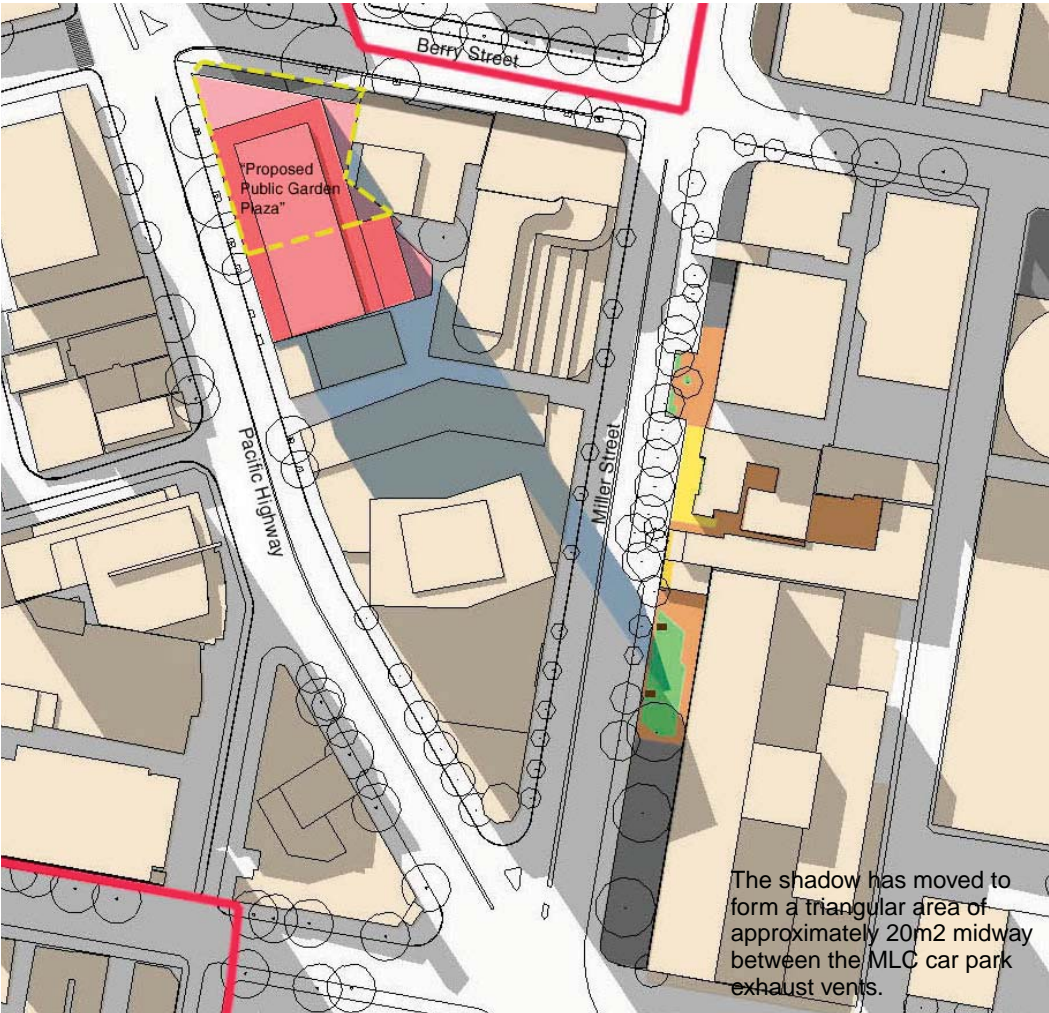 Berry Street
"Proposed
Public Garden
Plaza"
Pacific Highway
Miller Street
The shadow has moved to
form a triangular area of
approximately 20m2 midway
between the MLC car park
exhaust vents.